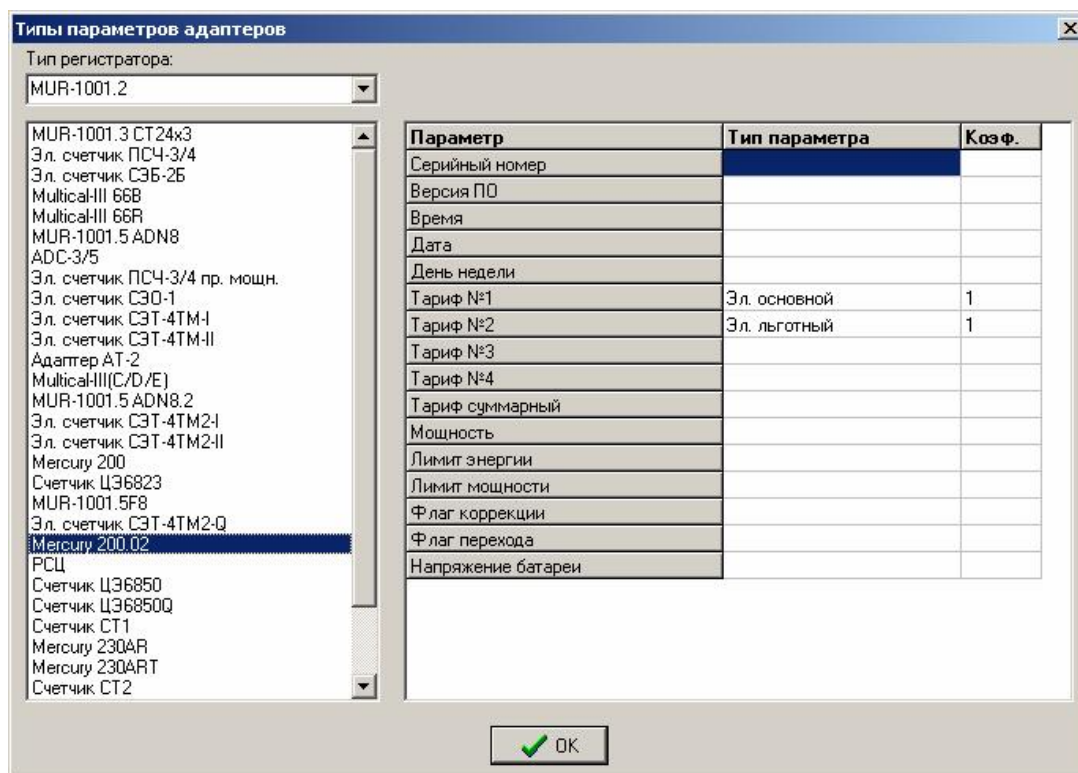 Типы параметров адаптеров
Тип регистратора:
MUR-1001.2
MUR-1001.3 СТ24х3
Эл. счетчик ПСЧ-3/4
Эл. счетчик СЭБ-2Б
Multical-III 66B
Multical-III 66R
MUR-1001.5 ADN8
ADC-3/5
Эл. счетчик ПСЧ-3/4 пр. мощн.
Эл. счетчик СЭО-1
Эл. счетчик СЭТ-4ТМ-I
Эл. счетчик СЭТ-4ТМ-II
Адаптер АТ-2
Multical-III(C/D/E)
MUR-1001.5 ADN8.2
Эл. счетчик СЭТ-4ТМ2-I
Эл. счетчик СЭТ-4ТМ2-II
Mercury 200
Счетчик ЦЭ6823
MUR-1001.5F8
Эл. счетчик СЭТ-4ТМ2-Q
Mercury 200.02
РСЦ
Счетчик ЦЭ6850
Счетчик ЦЭ6850Q
Счетчик СТ1
Mercury 230AR
Mercury 230ART
Счетчик СТ2
Параметр Тип параметра Коэф.
Серийный номер
Версия ПО
Время
Дата
День недели
Тариф №1 Эл. основной 1
Тариф №2 Эл. льготный 1
Тариф №3
Тариф №4
Тариф суммарный
Мощность
Лимит энергии
Лимит мощности
Флаг коррекции
Флаг перехода
Напряжение батареи
OK